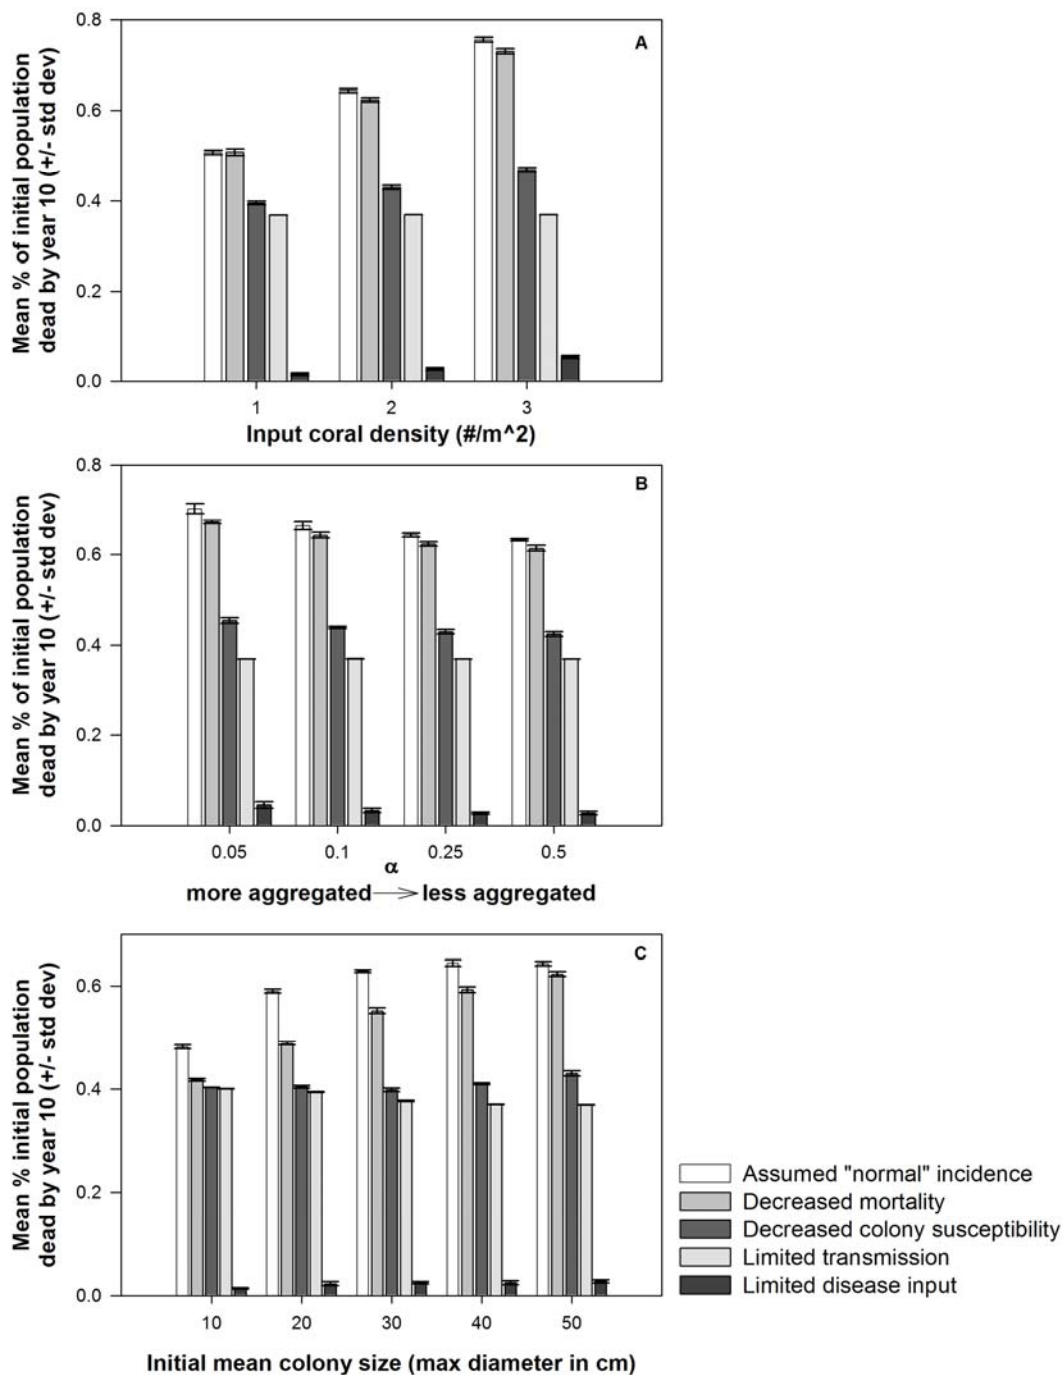 Mean % of initial population
dead by year 10 (+/- std dev)
0.8
0.6
0.4
0.2
0.0
A
1 2 3
Input coral density (#/m^2)
Mean % of initial population
dead by year 10 (+/- std dev)
0.8
0.6
0.4
0.2
0.0
B
0.05 0.1 0.25 0.5
α
more aggregated → less aggregated
Mean % initial population
dead by year 10 (+/- std dev)
0.6
0.4
0.2
0.0
C
10 20 30 40 50
Initial mean colony size (max diameter in cm)
Assumed "normal" incidence
Decreased mortality
Decreased colony susceptibility
Limited transmission
Limited disease input